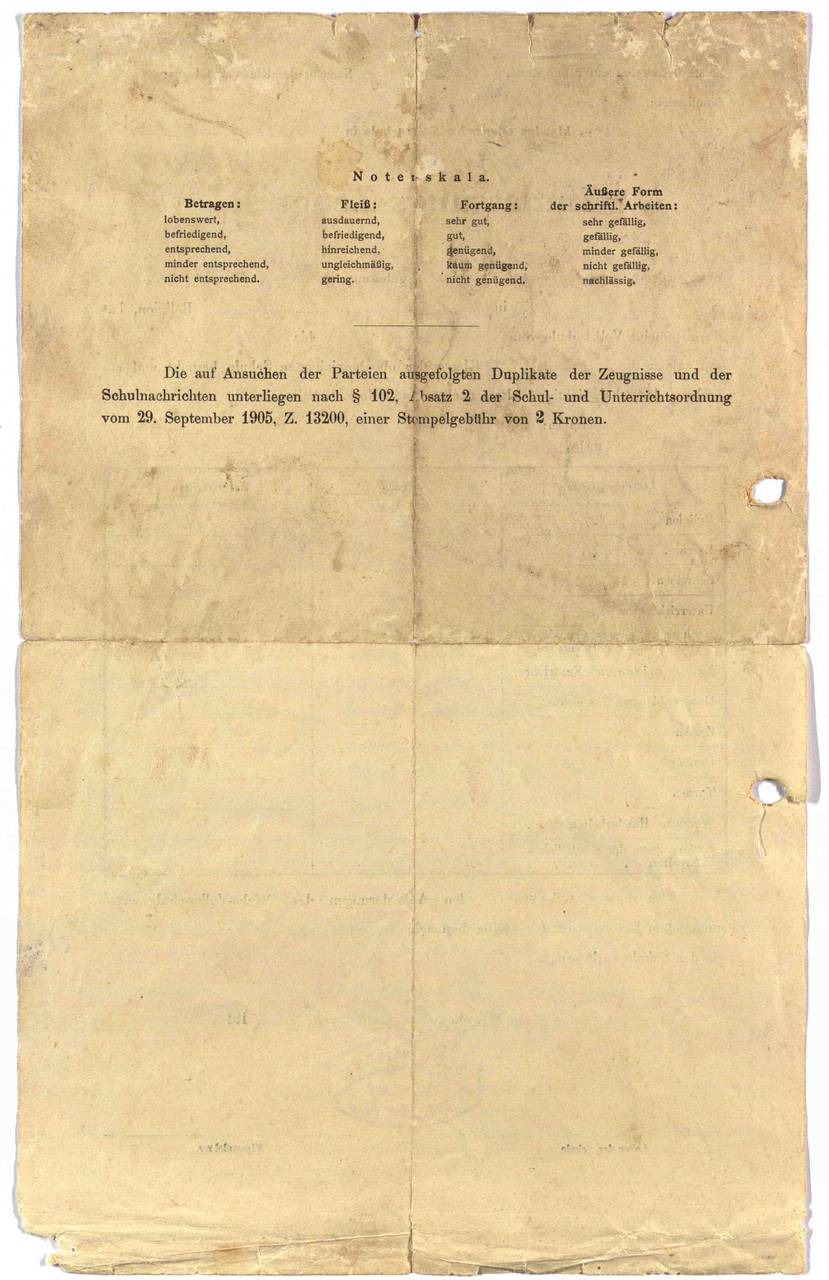 Notenskala.
Betragen: Fleiß: Fortgang: Äußere Form der schriftl. Arbeiten:
lobenswert, ausdauernd, sehr gut, sehr gefällig,
befriedigend, befriedigend, gut, gefällig,
entsprechend, hinreichend, genügend, minder gefällig,
minder entsprechend, ungleichmäßig, kaum genügend, nicht gefällig,
nicht entsprechend. gering. nicht genügend. nachlässig.
Die auf Ansuchen der Parteien ausgefolgten Duplikate der Zeugnisse und der
Schulnachrichten unterliegen nach § 102, Absatz 2 der Schul- und Unterrichtsordnung
vom 29. September 1905, Z. 13200, einer Stempelgebühr von 2 Kronen.